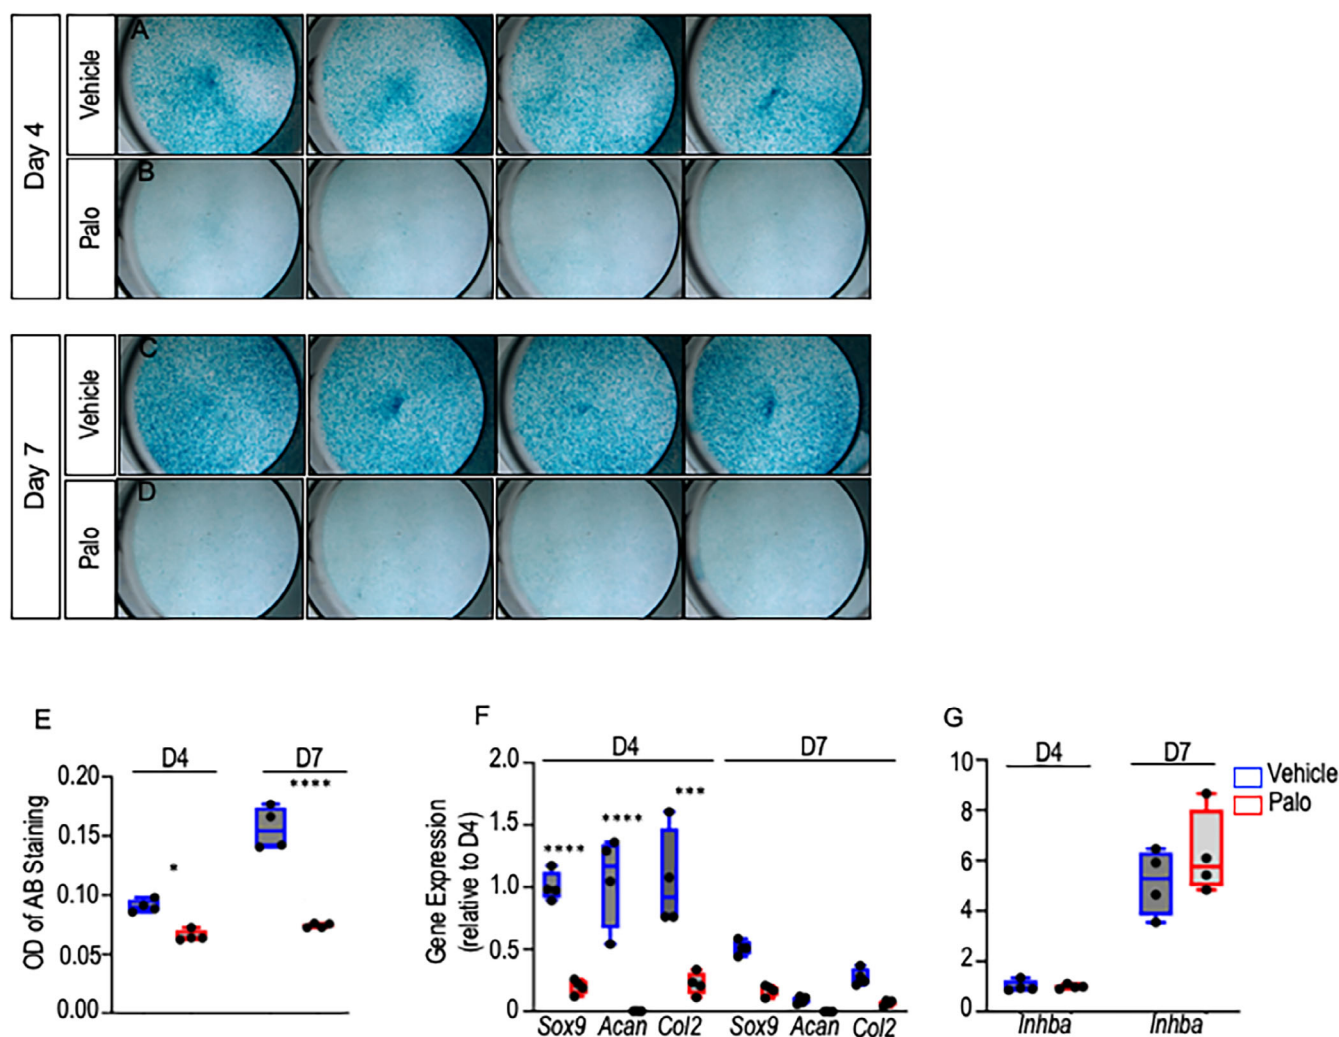 Day 4
Vehicle
A
Palo
B
Day 7
Vehicle
C
Palo
D
E
D4
D7
OD of AB Staining
0.20
0.15
0.10
0.05
0.00
*
****
F
D4
D7
Gene Expression
(relative to D4)
2.0
1.5
1.0
0.5
0
****
****
***
Sox9 Acan Col2 Sox9 Acan Col2
G
D4
D7
10
8
6
4
2
0
Inhba
Inhba
Vehicle
Palo